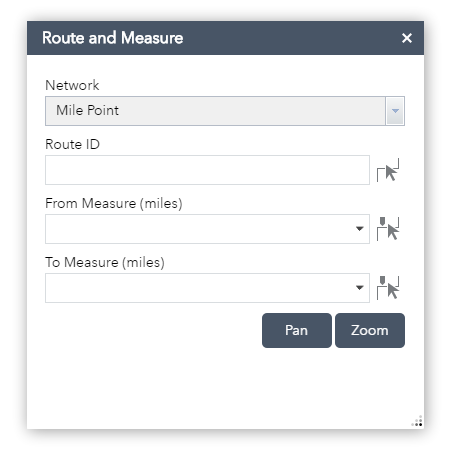 Route and Measure
Network
Mile Point
Route ID
From Measure (miles)
To Measure (miles)
Pan Zoom